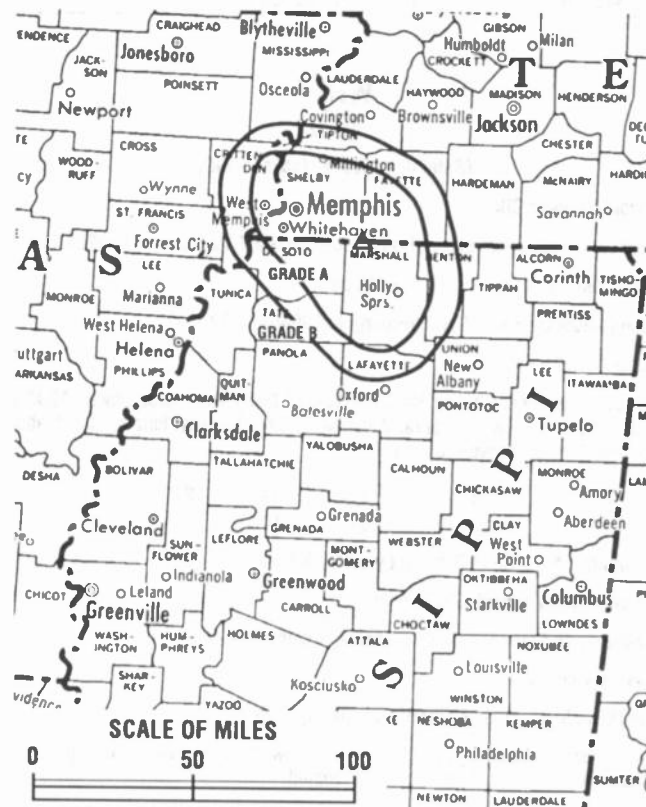 CRAIGHEAD
Blytheville
GIBSON
ENDENCE
Jonesboro
MISSISSIPPI
Humboldt
Milan
JACK-
SON
CROCKETT
POINSETT
LAUDERDALE
T
E
Osceola
HAYWOOD
MADISON
HENDERSON
Newport
Covington
Brownsville
Jackson
TIPTON
CROSS
CRITTEN-
DEN
Millington
CHESTER
WOOD-
RUFF
SHELBY
FAYETTE
HARDEMAN
McNAIRY
Wynne
West
Memphis
Memphis
Savannah
ST. FRANCIS
Whitehaven
Forrest City
A
S
LEE
DE SOTO
MARSHALL
BENTON
ALCORN
Corinth
GRADE A
TISHO-
MINGO
Marianna
TUNICA
Holly
Sprs.
TIPPAH
MONROE
TATE
PRENTISS
West Helena
GRADE B
Helena
uttgart
ARKANSAS
PHILLIPS
PANOLA
LAFAYETTE
UNION
New
Albany
LEE
ITAWAMBA
QUIT-
MAN
COAHOMA
Oxford
I
Batesville
PONTOTOC
Clarksdale
Tupelo
YALOBUSHA
DESHA
BOLIVAR
TALLAHATCHIE
CALHOUN
P
CHICKASAW
MONROE
Amory
Cleveland
Grenada
Aberdeen
GRENADA
P
CLAY
SUN-
FLOWER
LEFLORE
WEBSTER
West
Point
MONT-
GOMERY
CHICOT
Indianola
Greenwood
OKTIBBEHA
Leland
Columbus
Greenville
CARROLL
I
Starkville
CHOCTAW
LOWNDES
WASH-
INGTON
HUM-
PHREYS
HOLMES
ATTALA
NOXUBEE
SHAR-
KEY
Kosciusko
S
Louisville
YAZOO
WINSTON
SCALE OF MILES
KE
NESHOBA
KEMPER
0
50
100
Philadelphia
SUMTER
NEWTON
LAUDERDALE